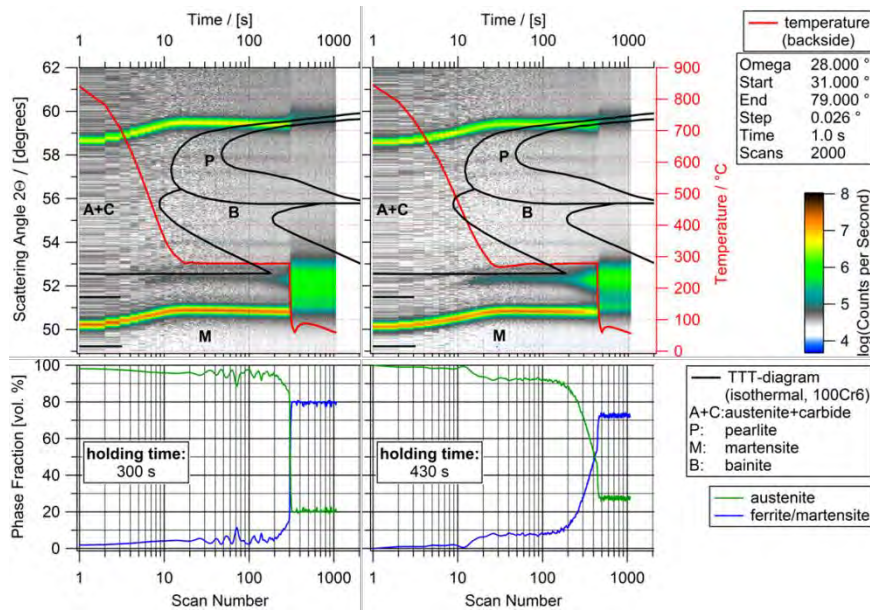 Time / [s]
1 10 100 1000
Time / [s]
1 10 100 1000
temperature
(backside)
Omega 28.000 °
Start 31.000 °
End 79.000 °
Step 0.026 °
Time 1.0 s
Scans 2000
Scattering Angle 2Θ / [degrees]
62
60
58
56
54
52
50
P
A+C
B
M
P
A+C
B
M
900
800
700
600
500
400
300
200
100
0
Temperature / °C
8
7
6
5
4
log(Counts per Second)
Phase Fraction [vol. %]
100
80
60
40
20
0
holding time:
300 s
holding time:
430 s
1 10 100 1000
Scan Number
1 10 100 1000
Scan Number
TTT-diagram
(isothermal, 100Cr6)
A+C: austenite+carbide
P: pearlite
M: martensite
B: bainite
austenite
ferrite/martensite